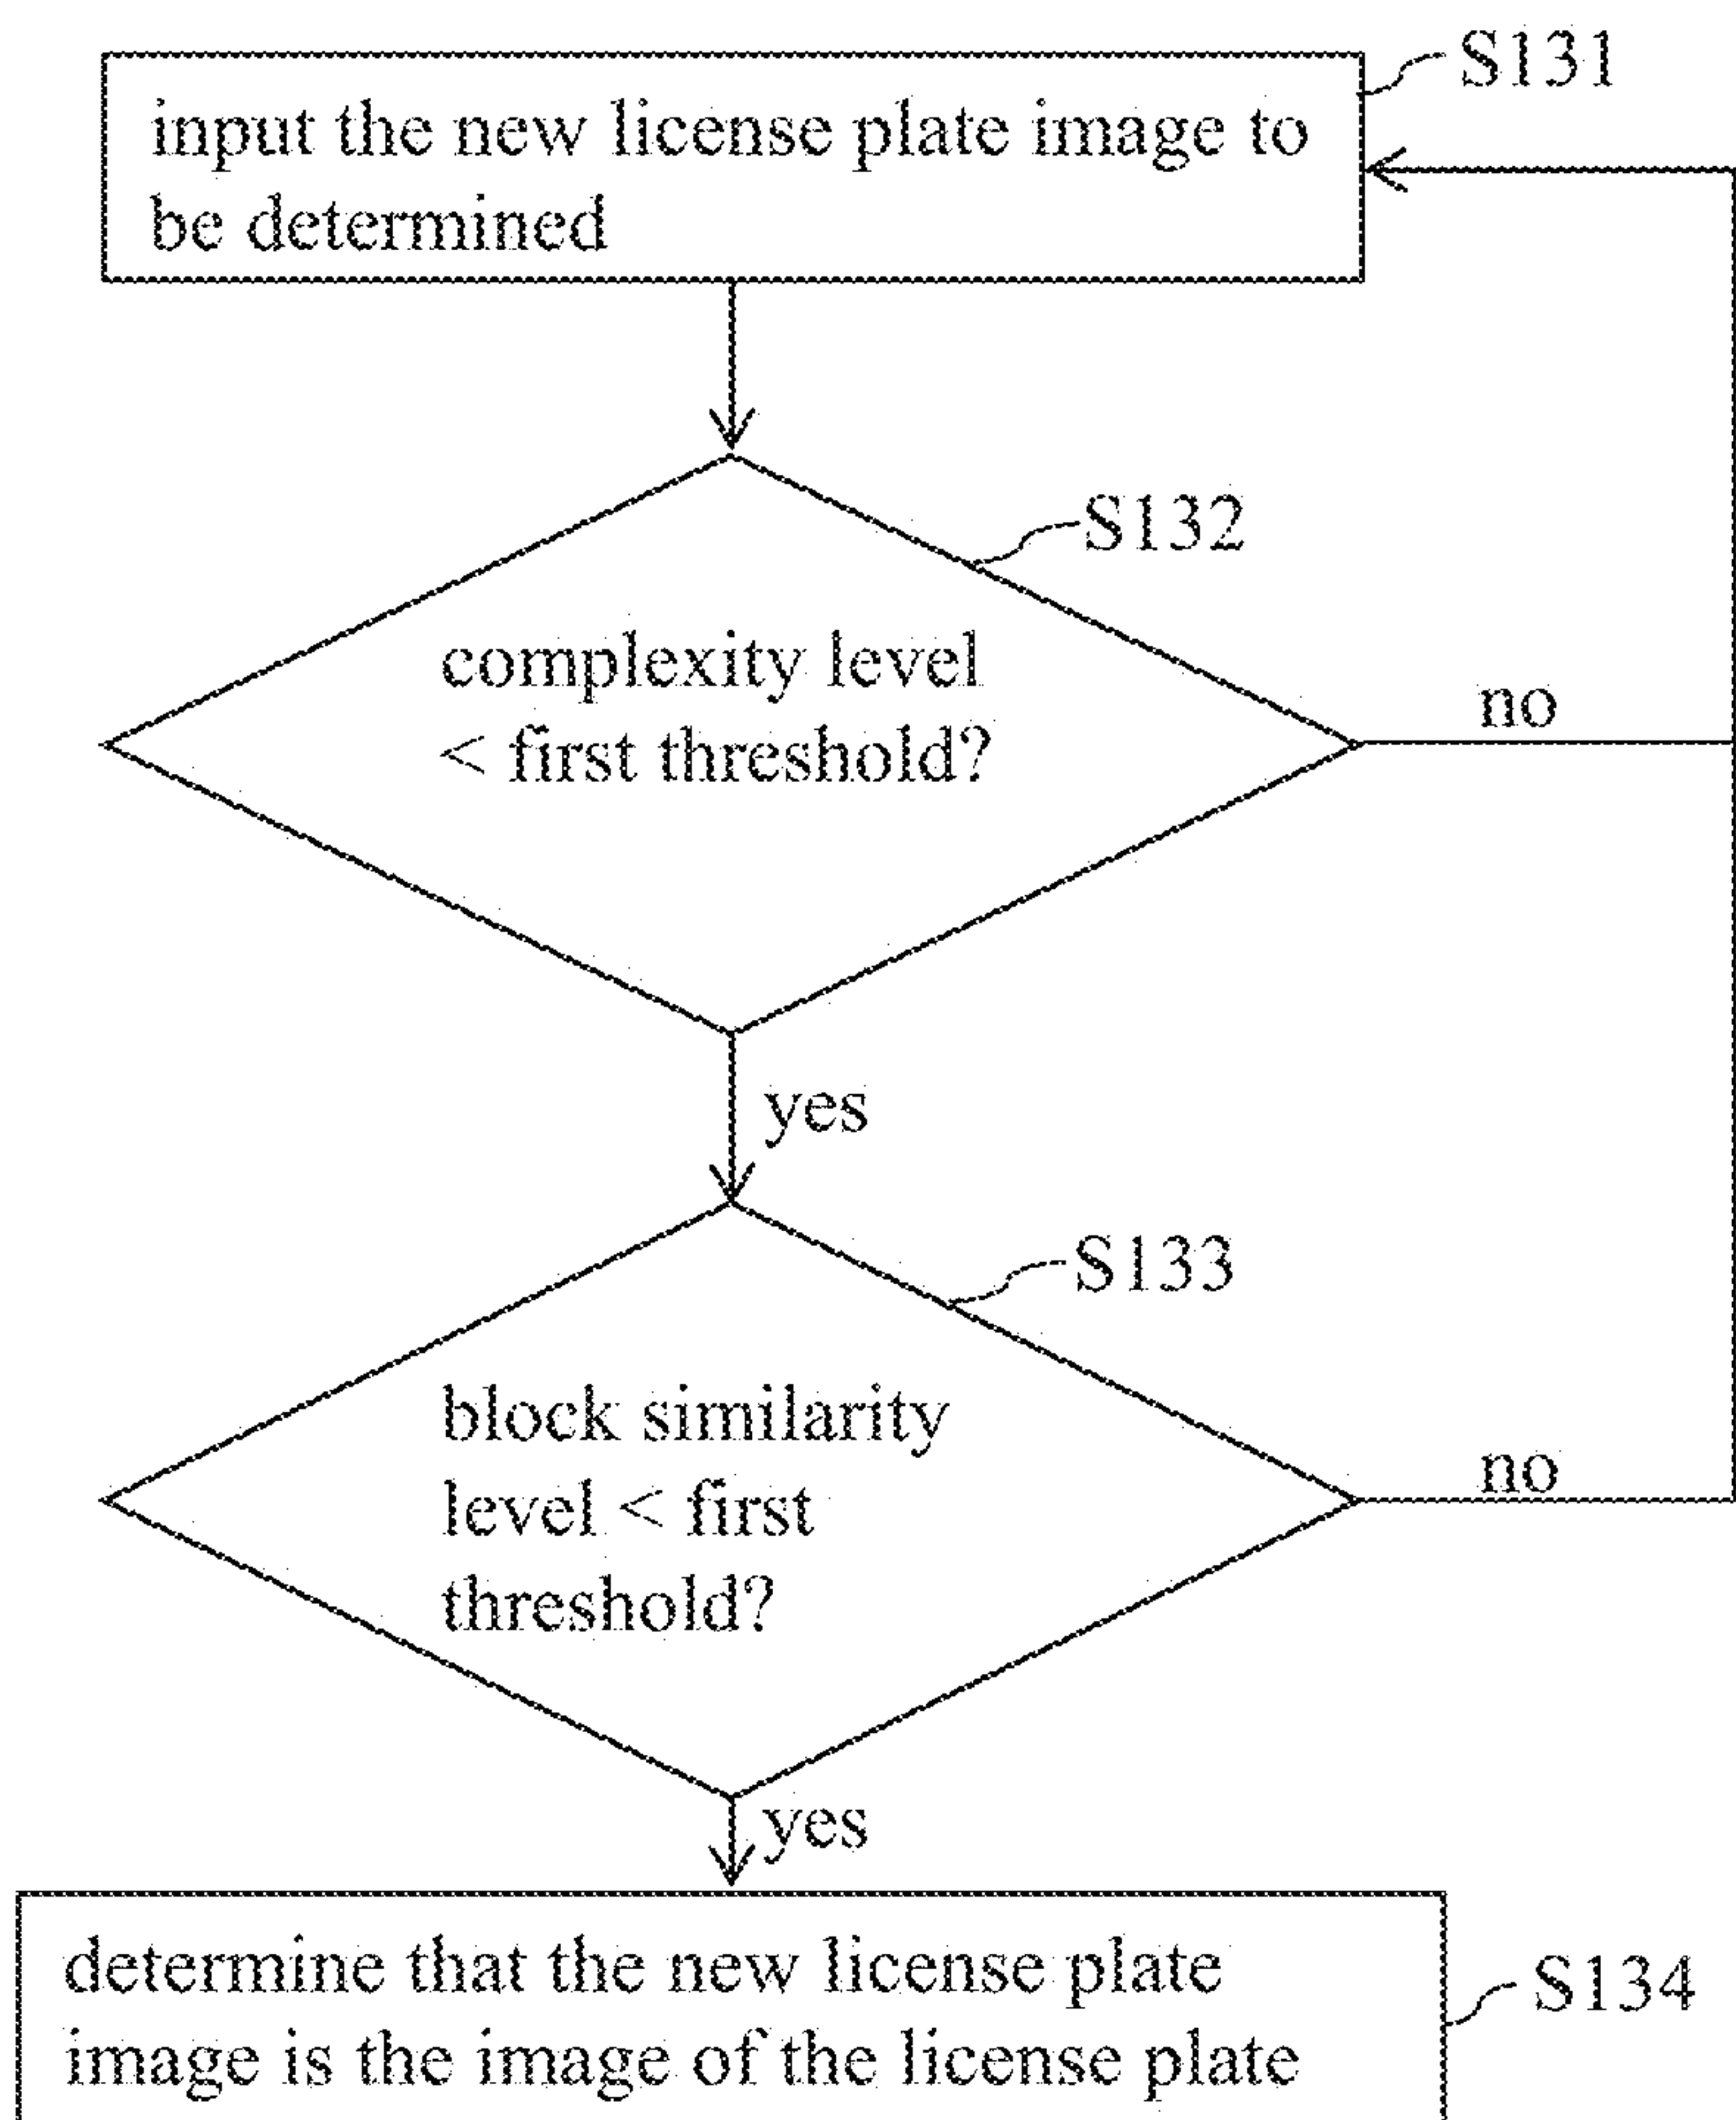 S131
input the new license plate image to
be determined
S132
complexity level
< first threshold?
no
yes
S133
block similarity
level < first
threshold?
no
yes
determine that the new license plate
image is the image of the license plate
S134